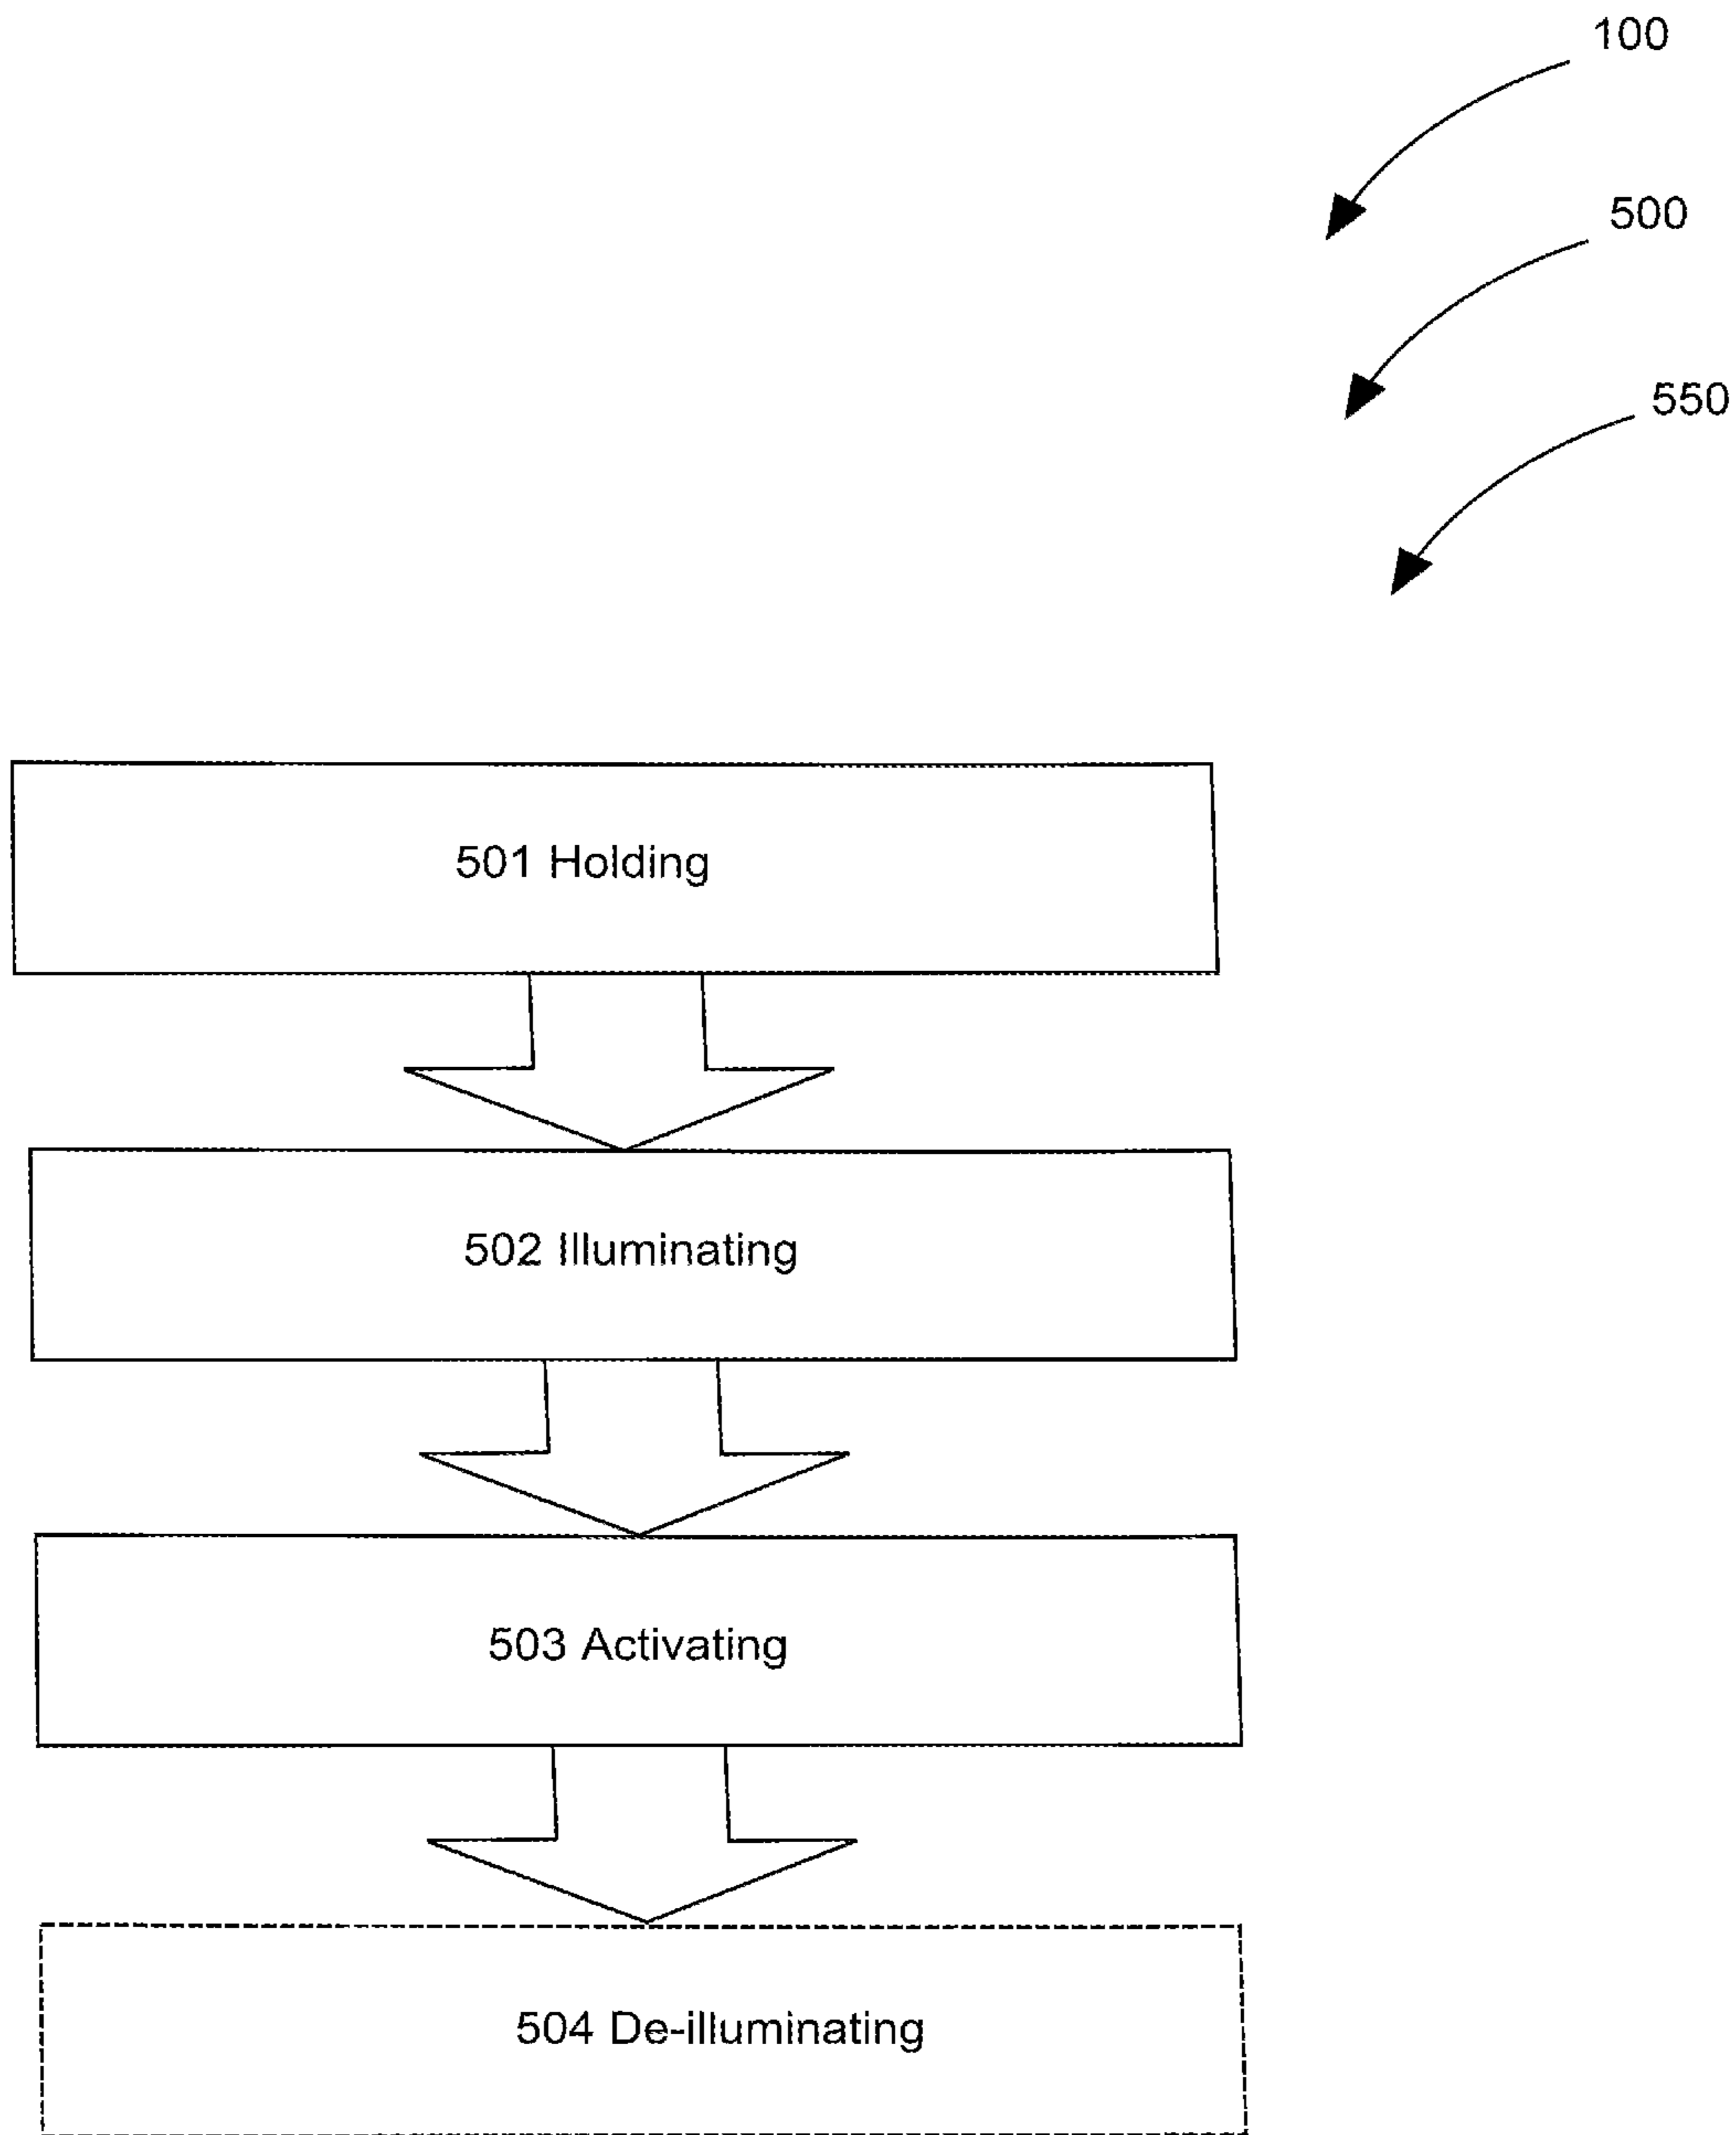 100
500
550
501 Holding
502 Illuminating
503 Activating
504 De-illuminating